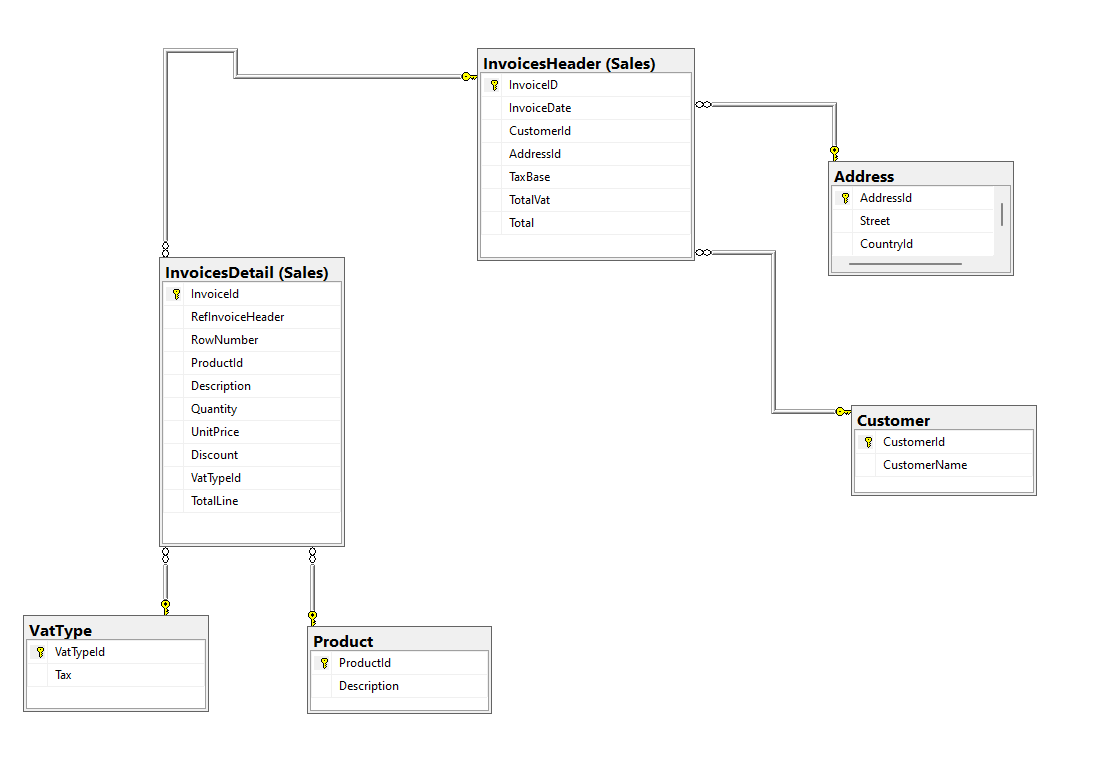 InvoicesHeader (Sales)
InvoiceID
InvoiceDate
CustomerId
AddressId
TaxBase
TotalVat
Total
Address
AddressId
Street
CountryId
InvoicesDetail (Sales)
InvoiceId
RefInvoiceHeader
RowNumber
ProductId
Description
Quantity
UnitPrice
Discount
VatTypeId
TotalLine
Customer
CustomerId
CustomerName
VatType
VatTypeId
Tax
Product
ProductId
Description